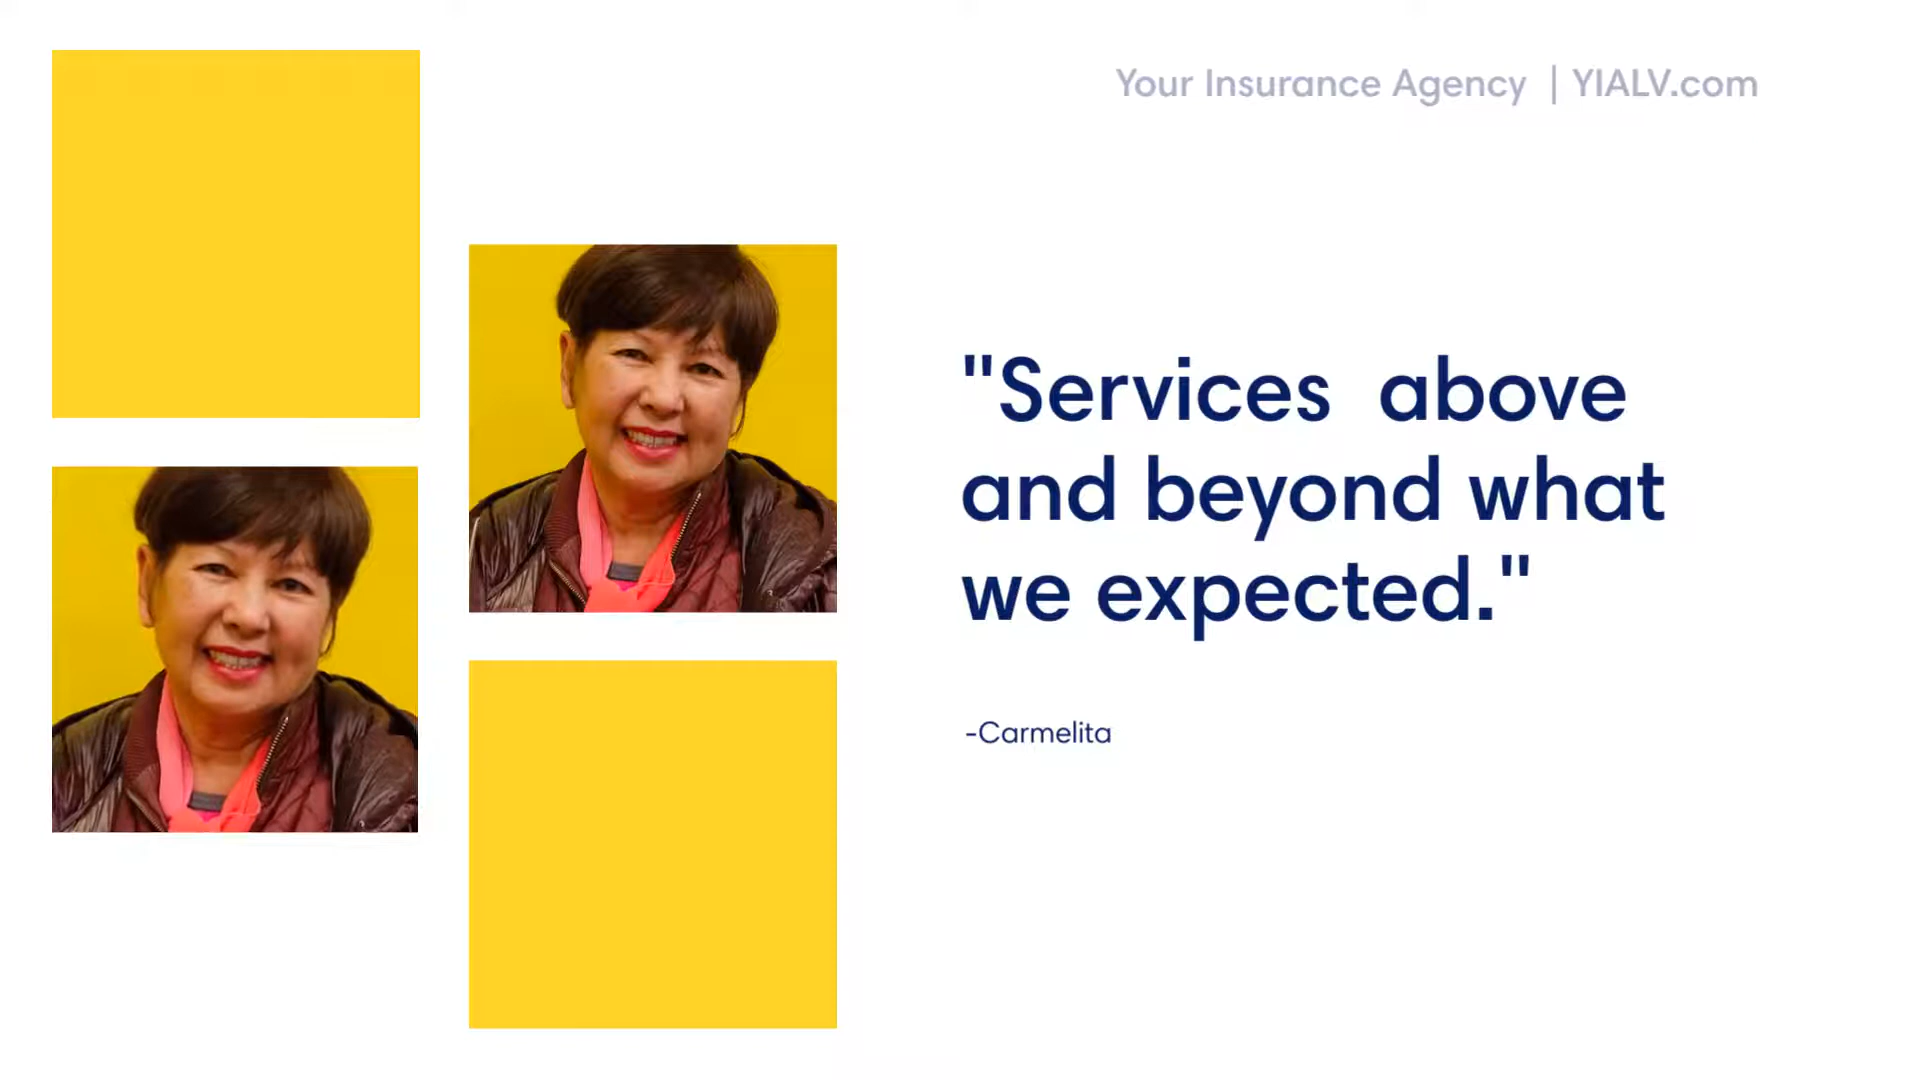 Your Insurance Agency | YIALV.com
"Services above
and beyond what
we expected."
-Carmelita